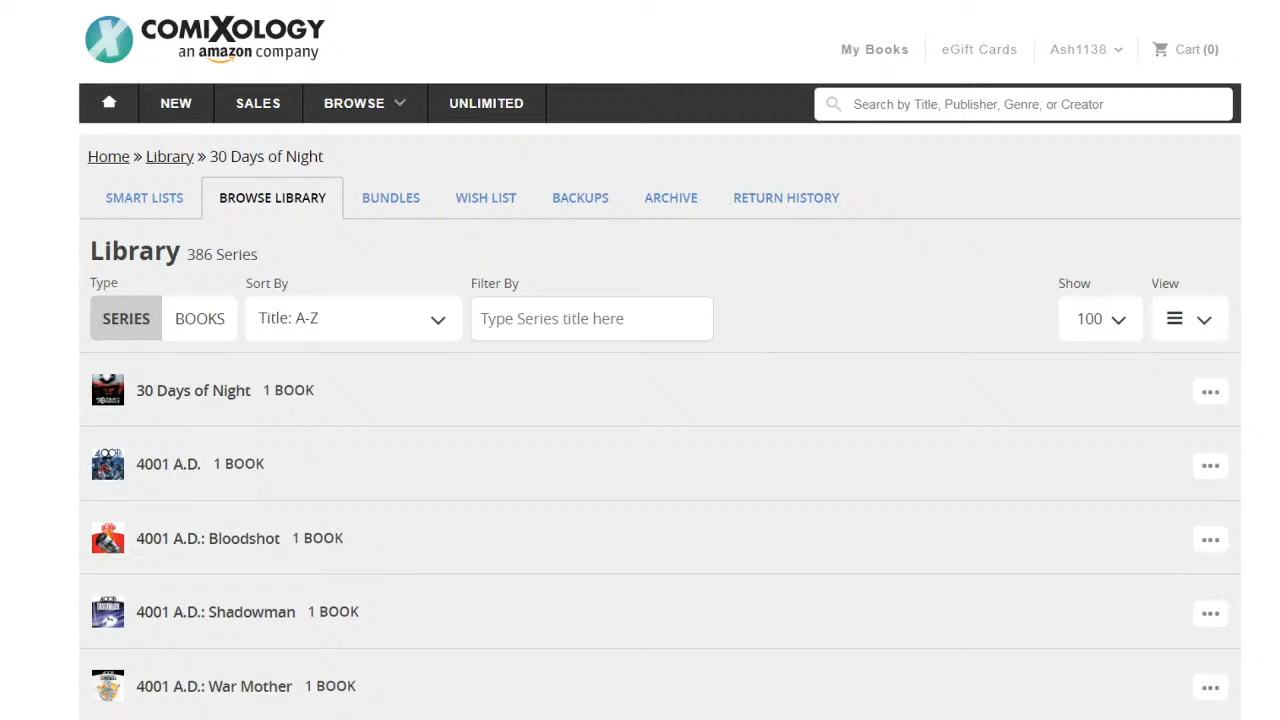 COMIXOLOGY
an amazon company
My Books
eGift Cards
Ash1138
Cart (0)
NEW
SALES
BROWSE
UNLIMITED
Search by Title, Publisher, Genre, or Creator
Home » Library » 30 Days of Night
SMART LISTS
BROWSE LIBRARY
BUNDLES
WISH LIST
BACKUPS
ARCHIVE
RETURN HISTORY
Library 386 Series
Type
Sort By
Filter By
Show
View
SERIES
BOOKS
Title: A-Z
Type Series title here
100
30 Days of Night 1 BOOK
4001 A.D. 1 BOOK
4001 A.D.: Bloodshot 1 BOOK
4001 A.D.: Shadowman 1 BOOK
4001 A.D.: War Mother 1 BOOK